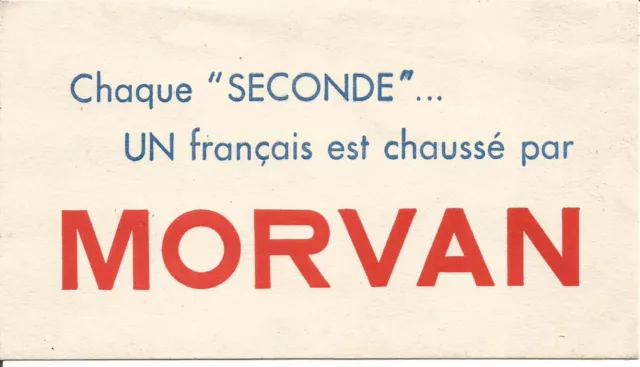 Chaque "SECONDE"...
UN français est chaussé par
MORVAN